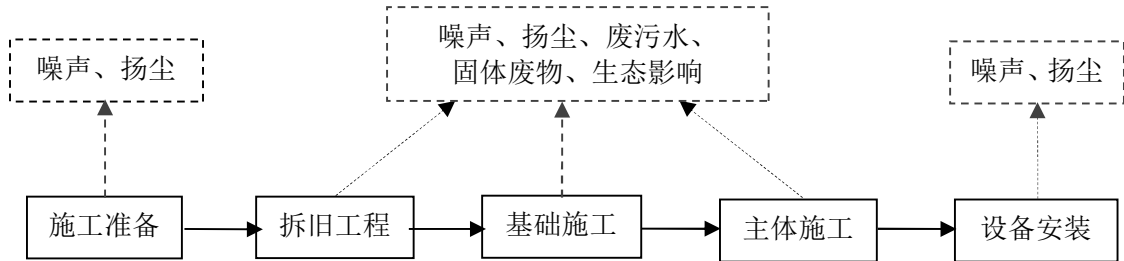 噪声、扬尘
噪声、扬尘、废污水、
固体废物、生态影响
噪声、扬尘
施工准备
拆旧工程
基础施工
主体施工
设备安装